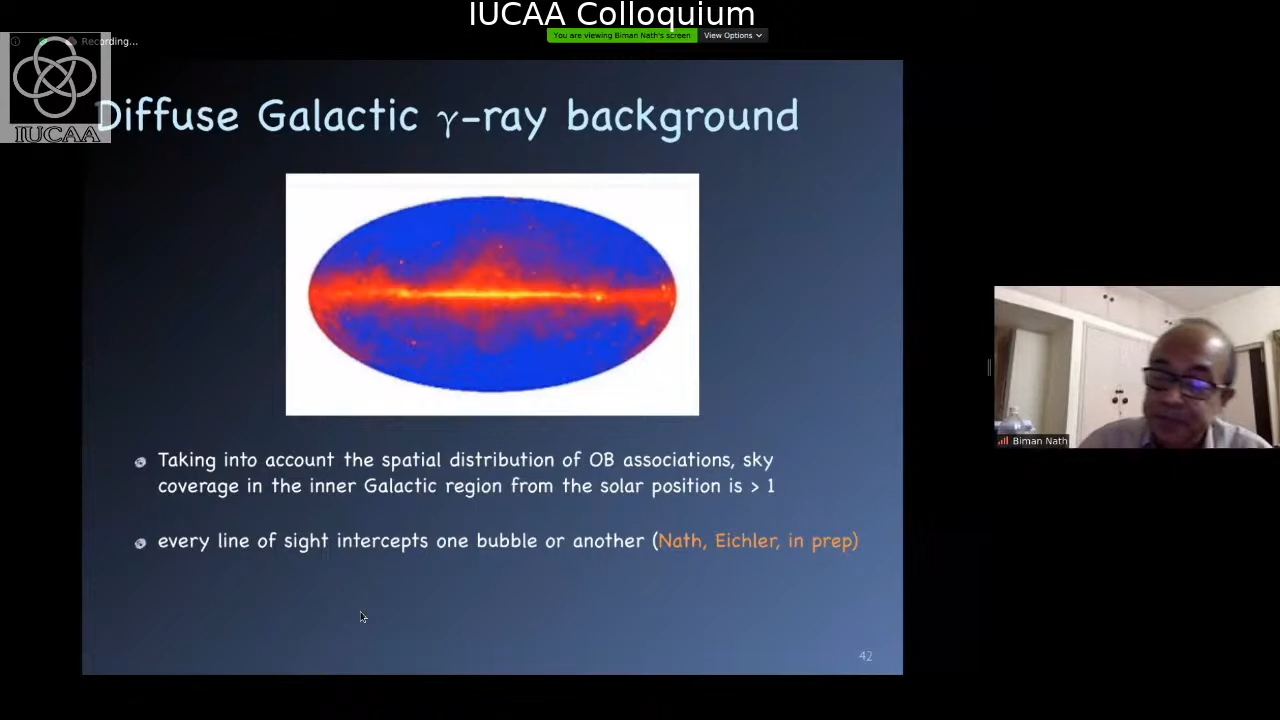 IUCAA Colloquium
You are viewing Biman Nath's screen
View Options
Recording...
IUCAA
Diffuse Galactic γ-ray background
Taking into account the spatial distribution of OB associations, sky
coverage in the inner Galactic region from the solar position is > 1
every line of sight intercepts one bubble or another (Nath, Eichler, in prep)
Biman Nath
42